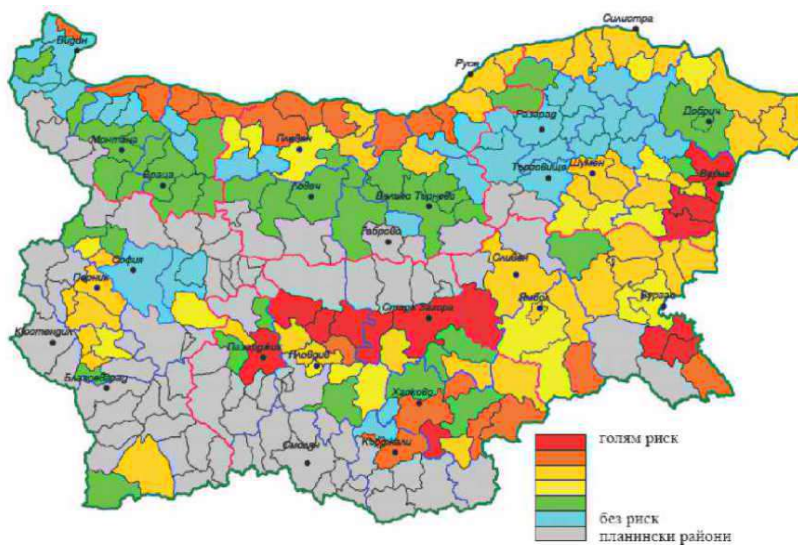 Силистра
Видин
Русе
Разград
Добрич
Монтана
Плевен
Враца
Ловеч
Велико Търново
Търговище
Шумен
Варна
Габрово
София
Перник
Сливен
Ямбол
Бургас
Стара Загора
Кюстендил
Пазарджик
Пловдив
Благоевград
Хасково
Смолян
Кърджали
голям риск
без риск
планински райони